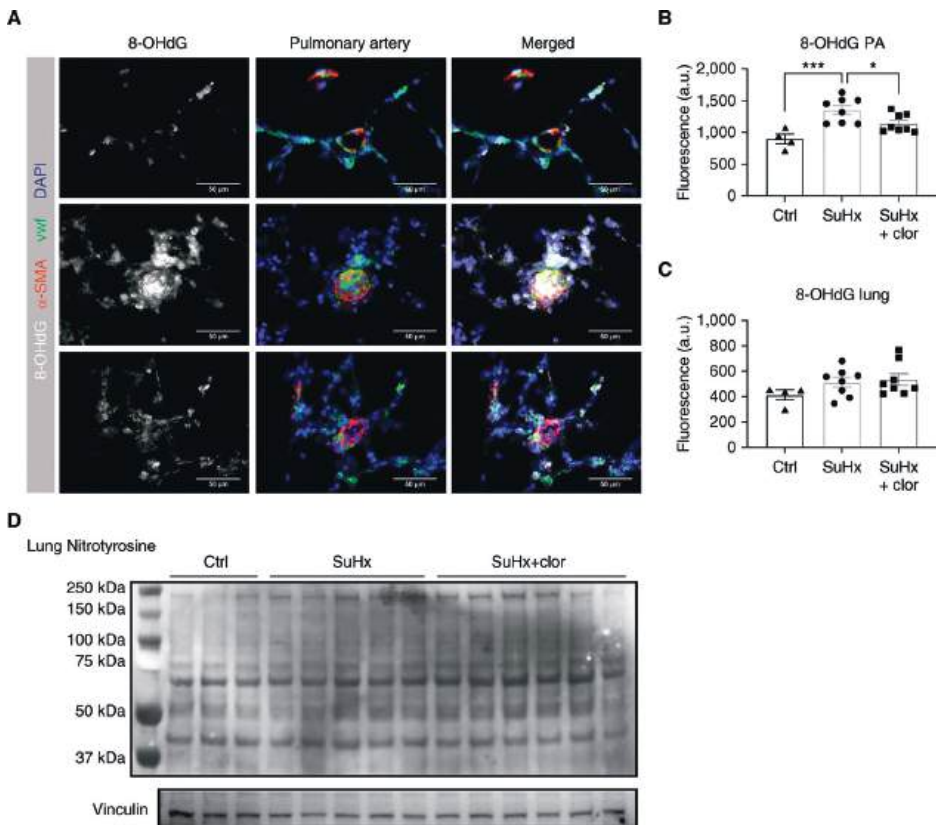 A
8-OHdG
Pulmonary artery
Merged
8-OHdG α-SMA vwf DAPI
50 μm
50 μm
50 μm
50 μm
50 μm
50 μm
50 μm
50 μm
50 μm
B
8-OHdG PA
***
*
Fluorescence (a.u.)
2,000
1,500
1,000
500
0
Ctrl
SuHx
SuHx
+ clor
C
8-OHdG lung
Fluorescence (a.u.)
1,000
800
600
400
200
0
Ctrl
SuHx
SuHx
+ clor
D
Lung Nitrotyrosine
Ctrl
SuHx
SuHx+clor
250 kDa
150 kDa
100 kDa
75 kDa
50 kDa
37 kDa
Vinculin